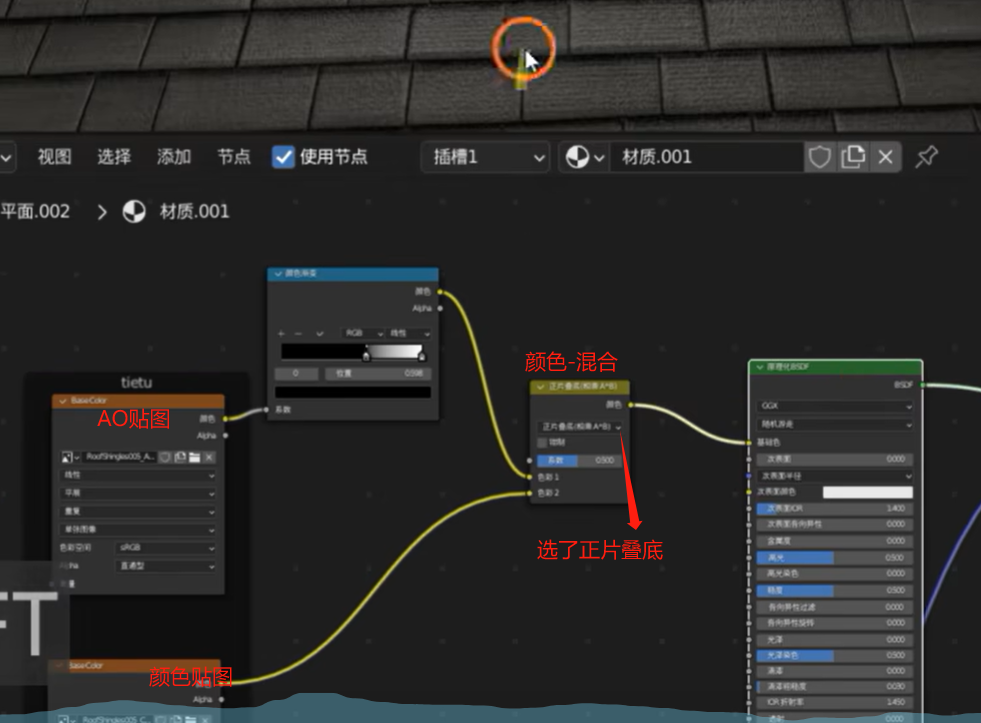 视图 选择 添加 节点 使用节点 插槽1 材质.001
平面.002 > 材质.001
颜色渐变
颜色
Alpha
+ - RGB 线性
0 位置 0.598
系数
tietu
BaseColor
AO贴图
颜色
Alpha
RoofShingles005_A...
线性
平展
重复
单张图像
色彩空间 sRGB
Alpha 直通型
矢量
FT
BaseColor
颜色贴图
颜色
Alpha
RoofShingles005_C...
颜色-混合
正片叠底(相乘A*B)
颜色
正片叠底(相乘A*B)
钳制
系数 0.500
色彩1
色彩2
选了正片叠底
原理化BSDF
BSDF
GGX
随机游走
基础色
次表面 0.000
次表面半径
次表面颜色
次表面IOR 1.400
次表面各向异性 0.000
金属度 0.000
高光 0.500
高光染色 0.000
糙度 0.500
各向异性过滤 0.000
各向异性旋转 0.000
光泽 0.000
光泽染色 0.500
清漆 0.000
清漆粗糙度 0.030
IOR折射率 1.450
透射 0.000